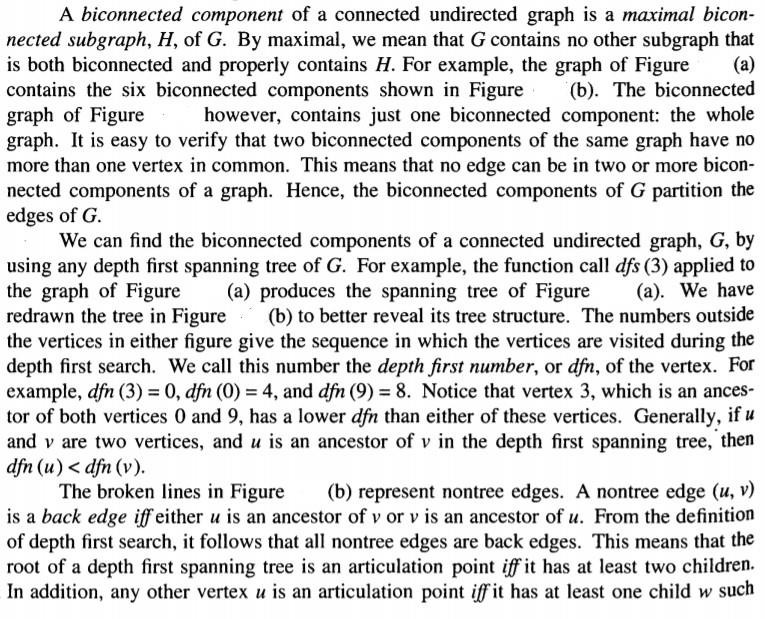 A biconnected component of a connected undirected graph is a maximal bicon-
nected subgraph, H, of G. By maximal, we mean that G contains no other subgraph that
is both biconnected and properly contains H. For example, the graph of Figure (a)
contains the six biconnected components shown in Figure (b). The biconnected
graph of Figure however, contains just one biconnected component: the whole
graph. It is easy to verify that two biconnected components of the same graph have no
more than one vertex in common. This means that no edge can be in two or more bicon-
nected components of a graph. Hence, the biconnected components of G partition the
edges of G.
We can find the biconnected components of a connected undirected graph, G, by
using any depth first spanning tree of G. For example, the function call dfs (3) applied to
the graph of Figure (a) produces the spanning tree of Figure (a). We have
redrawn the tree in Figure (b) to better reveal its tree structure. The numbers outside
the vertices in either figure give the sequence in which the vertices are visited during the
depth first search. We call this number the depth first number, or dfn, of the vertex. For
example, dfn (3) = 0, dfn (0) = 4, and dfn (9) = 8. Notice that vertex 3, which is an ances-
tor of both vertices 0 and 9, has a lower dfn than either of these vertices. Generally, if u
and v are two vertices, and u is an ancestor of v in the depth first spanning tree, then
dfn (u) < dfn (v).
The broken lines in Figure (b) represent nontree edges. A nontree edge (u, v)
is a back edge iff either u is an ancestor of v or v is an ancestor of u. From the definition
of depth first search, it follows that all nontree edges are back edges. This means that the
root of a depth first spanning tree is an articulation point iff it has at least two children.
In addition, any other vertex u is an articulation point iff it has at least one child w such